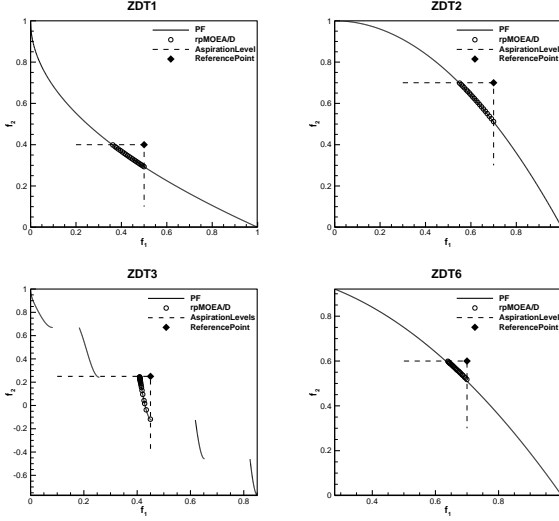 ZDT1
PF
rpMOEA/D
AspirationLevel
ReferencePoint
f2
1
0.8
0.6
0.4
0.2
0
0
0.2
0.4
0.6
0.8
1
f1
ZDT2
PF
rpMOEA/D
AspirationLevel
ReferencePoint
f2
1
0.8
0.6
0.4
0.2
0
0
0.2
0.4
0.6
0.8
f1
ZDT3
PF
rpMOEA/D
AspirationLevels
ReferencePoint
f2
1
0.8
0.6
0.4
0.2
0
-0.2
-0.4
-0.6
0
0.2
0.4
0.6
0.8
f1
ZDT6
PF
rpMOEA/D
AspirationLevel
ReferencePoint
f2
0.8
0.6
0.4
0.2
0
0.4
0.6
0.8
f1